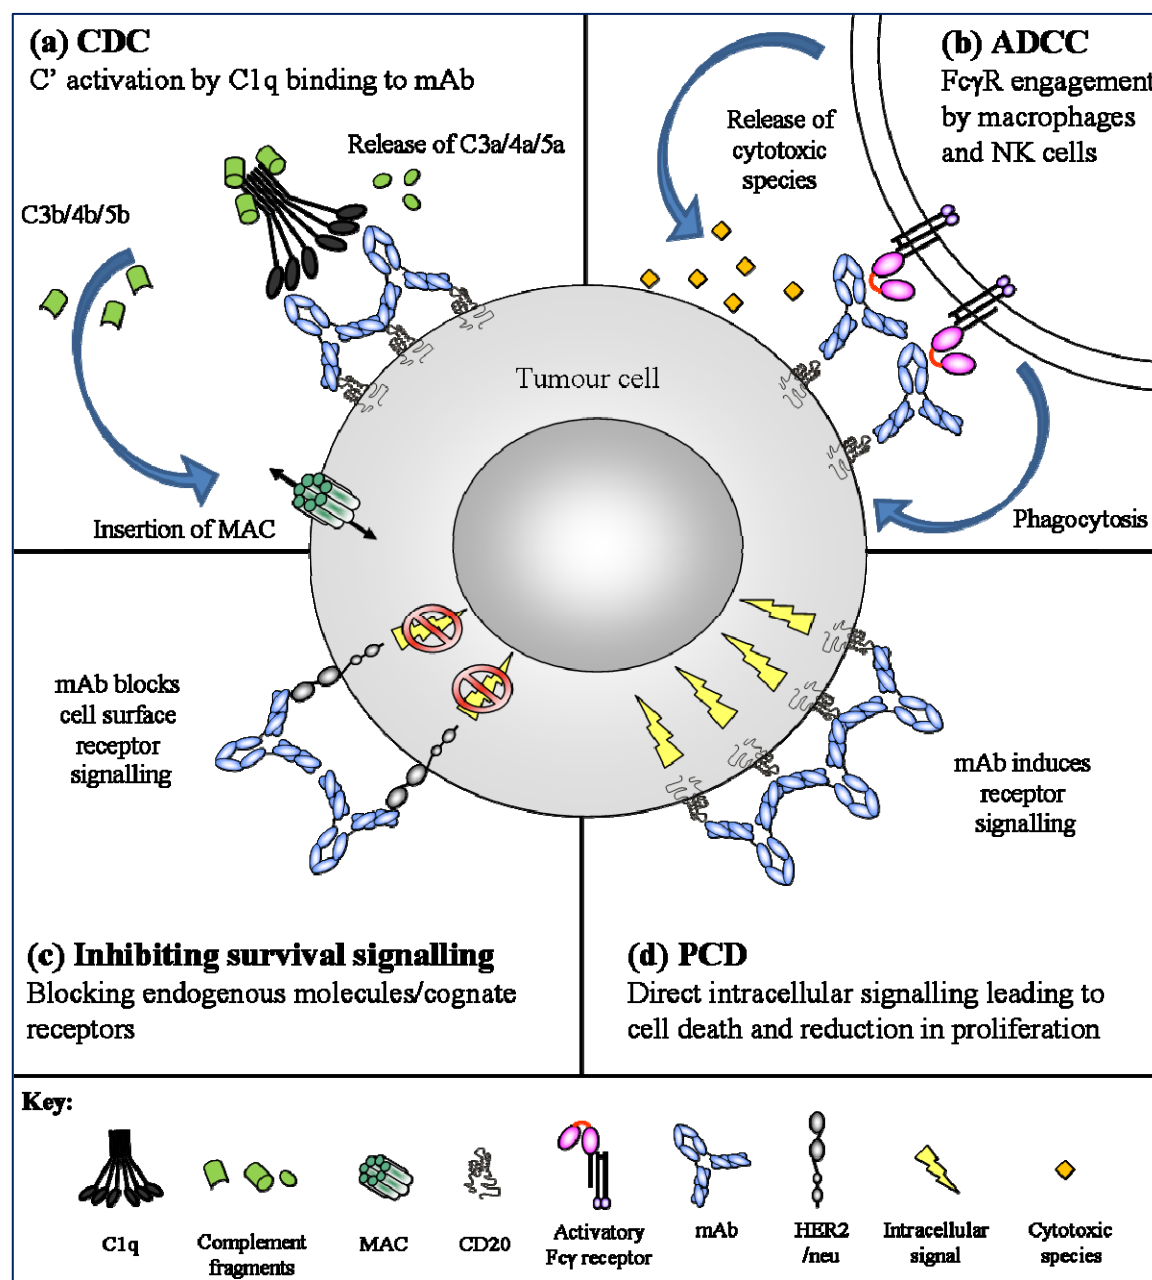 (a) CDC
C' activation by C1q binding to mAb
Release of C3a/4a/5a
C3b/4b/5b
Insertion of MAC
(b) ADCC
FcγR engagement
by macrophages
and NK cells
Release of
cytotoxic
species
Phagocytosis
Tumour cell
mAb blocks
cell surface
receptor
signalling
(c) Inhibiting survival signalling
Blocking endogenous molecules/cognate
receptors
mAb induces
receptor
signalling
(d) PCD
Direct intracellular signalling leading to
cell death and reduction in proliferation
Key:
C1q
Complement
fragments
MAC
CD20
Activatory
Fcγ receptor
mAb
HER2
/neu
Intracellular
signal
Cytotoxic
species